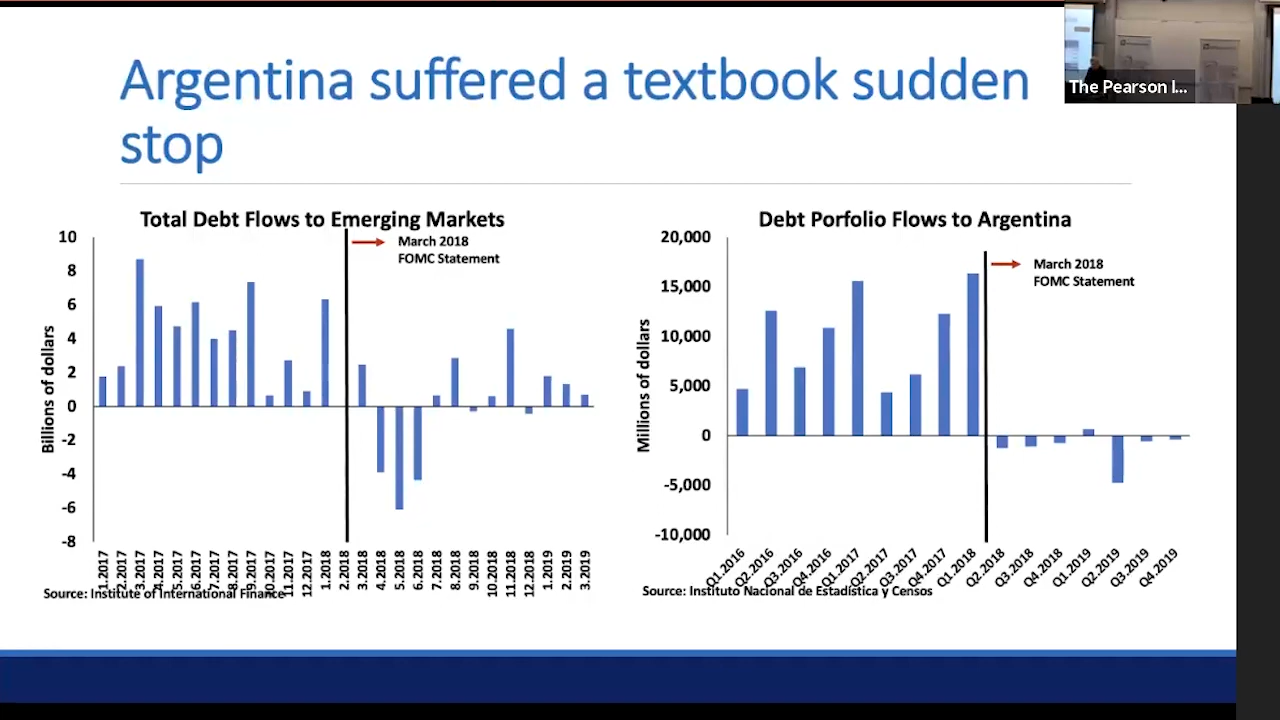 Argentina suffered a textbook sudden
stop
The Pearson I...
Total Debt Flows to Emerging Markets
March 2018
FOMC Statement
Billions of dollars
10
8
6
4
2
0
-2
-4
-6
-8
1.2017
2.2017
3.2017
4.2017
5.2017
6.2017
7.2017
8.2017
9.2017
10.2017
11.2017
12.2017
1.2018
2.2018
3.2018
4.2018
5.2018
6.2018
7.2018
8.2018
9.2018
10.2018
11.2018
12.2018
1.2019
2.2019
3.2019
Source: Institute of International Finance
Debt Porfolio Flows to Argentina
March 2018
FOMC Statement
Millions of dollars
20,000
15,000
10,000
5,000
0
-5,000
-10,000
Q1.2016
Q2.2016
Q3.2016
Q4.2016
Q1.2017
Q2.2017
Q3.2017
Q4.2017
Q1.2018
Q2.2018
Q3.2018
Q4.2018
Q1.2019
Q2.2019
Q3.2019
Q4.2019
Source: Instituto Nacional de Estadística y Censos